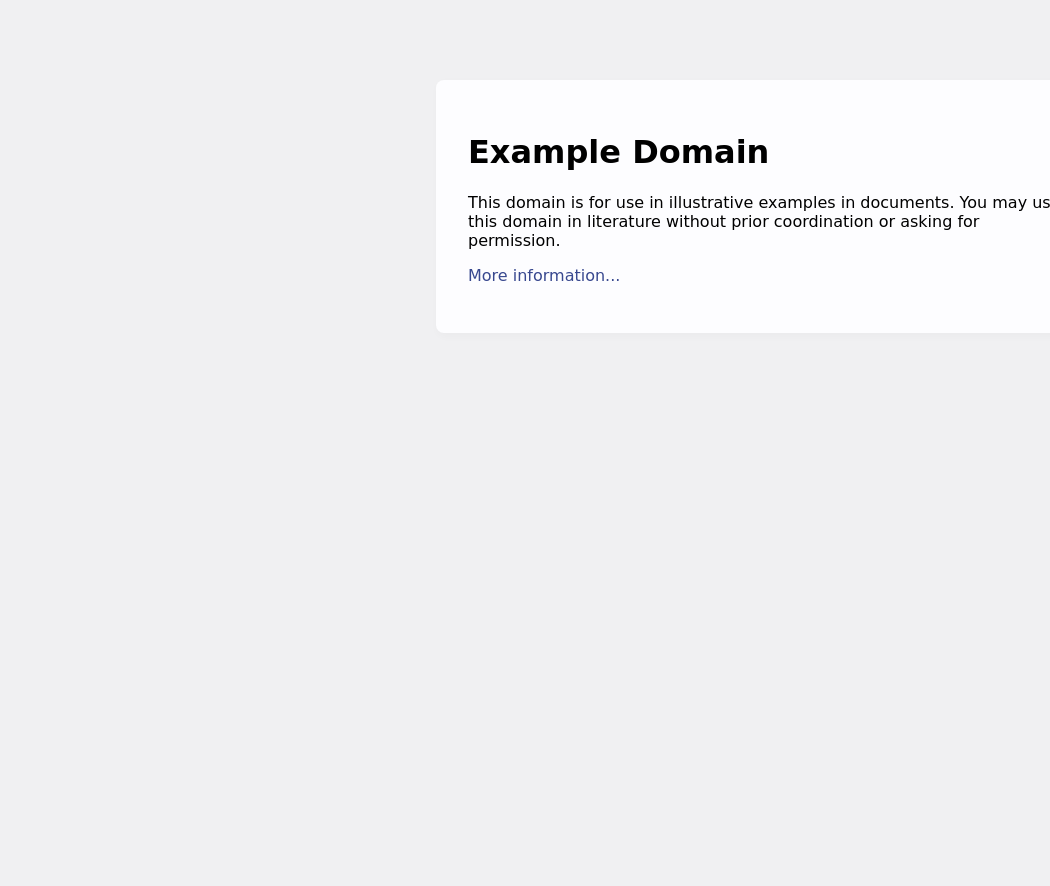 Example Domain
This domain is for use in illustrative examples in documents. You may us
this domain in literature without prior coordination or asking for
permission.
More information...